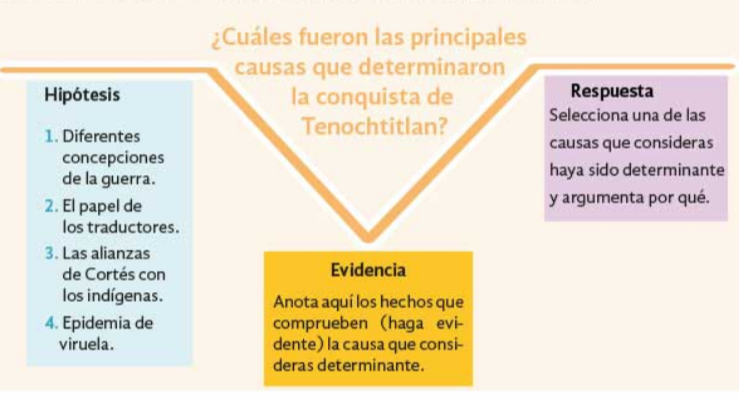 ¿Cuáles fueron las principales
causas que determinaron
la conquista de
Tenochtitlan?
Hipótesis
1. Diferentes
concepciones
de la guerra.
2. El papel de
los traductores.
3. Las alianzas
de Cortés con
los indígenas.
4. Epidemia de
viruela.
Evidencia
Anota aquí los hechos que
comprueben (haga evi-
dente) la causa que consi-
deras determinante.
Respuesta
Selecciona una de las
causas que consideras
haya sido determinante
y argumenta por qué.